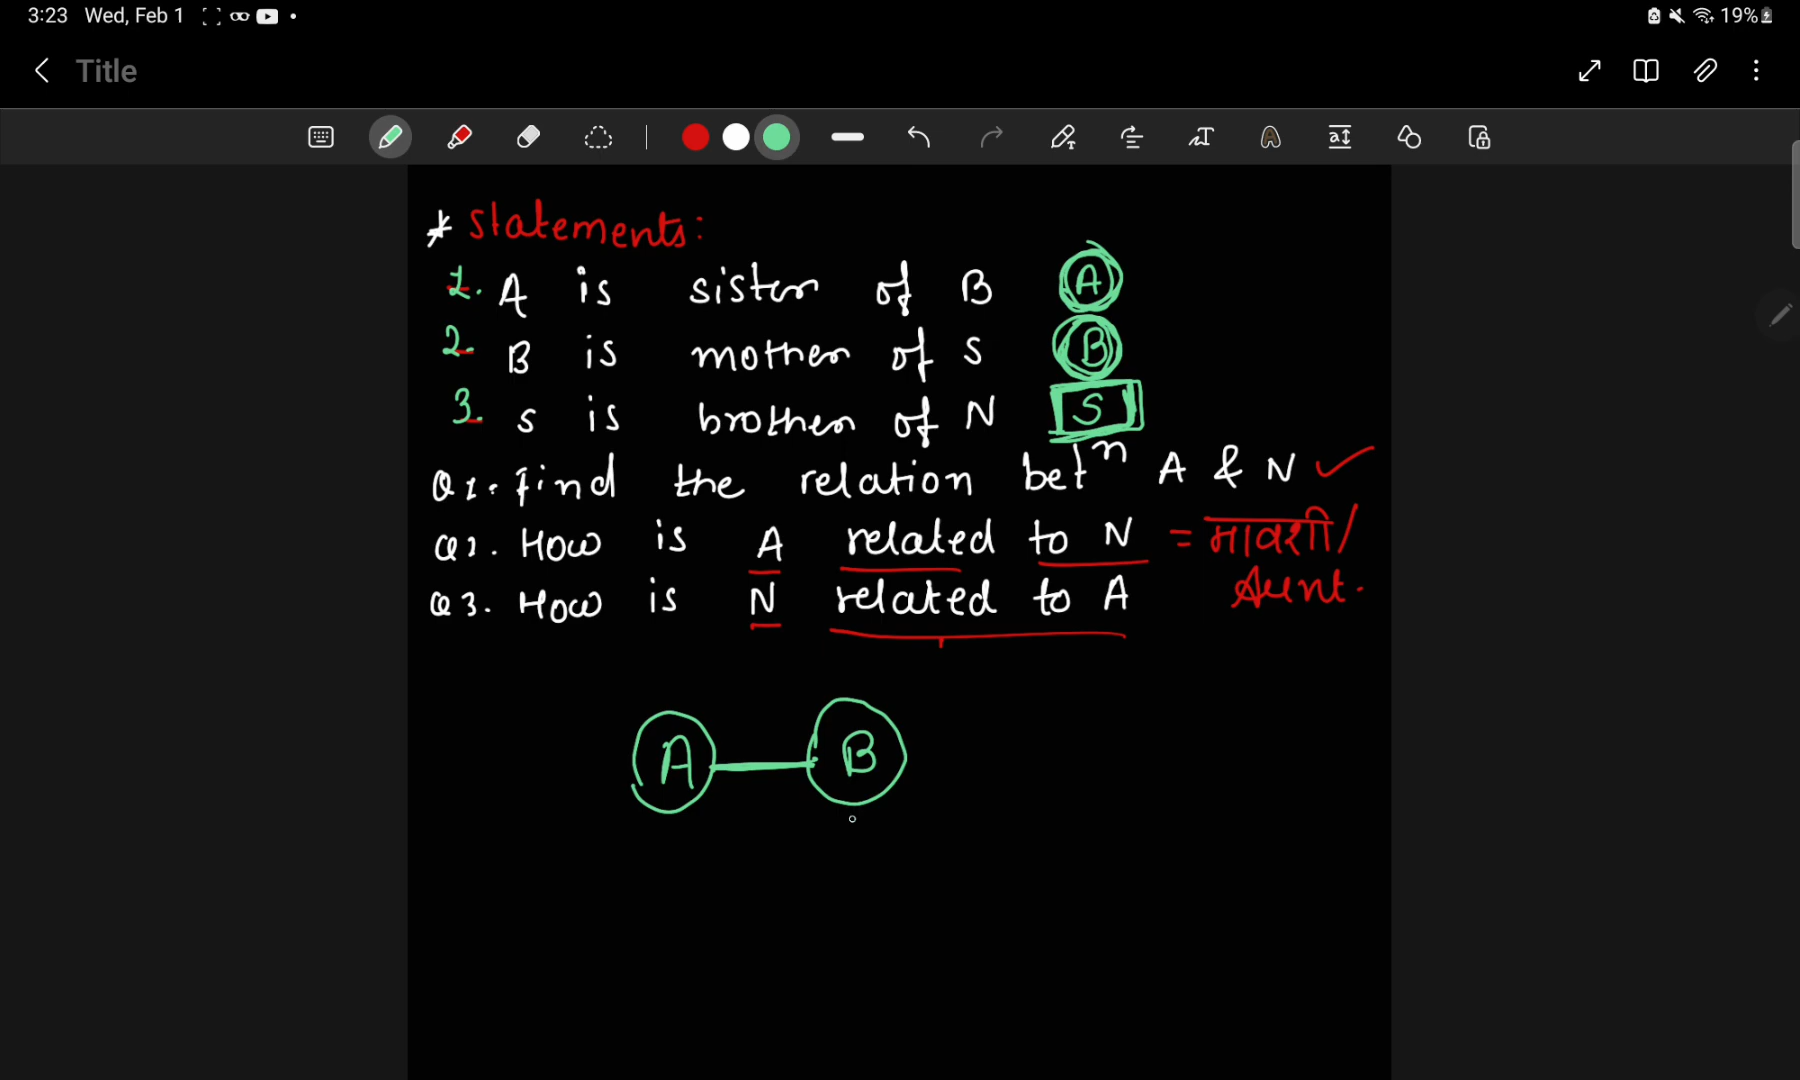 3:23 Wed, Feb 1 19%
Title
* Statements:
1. A is sister of B A
2. B is mother of S B
3. S is brother of N S
Q1. find the relation betn A & N ✓
Q2. How is A related to N = मावशी/
Aunt.
Q3. How is N related to A
A B